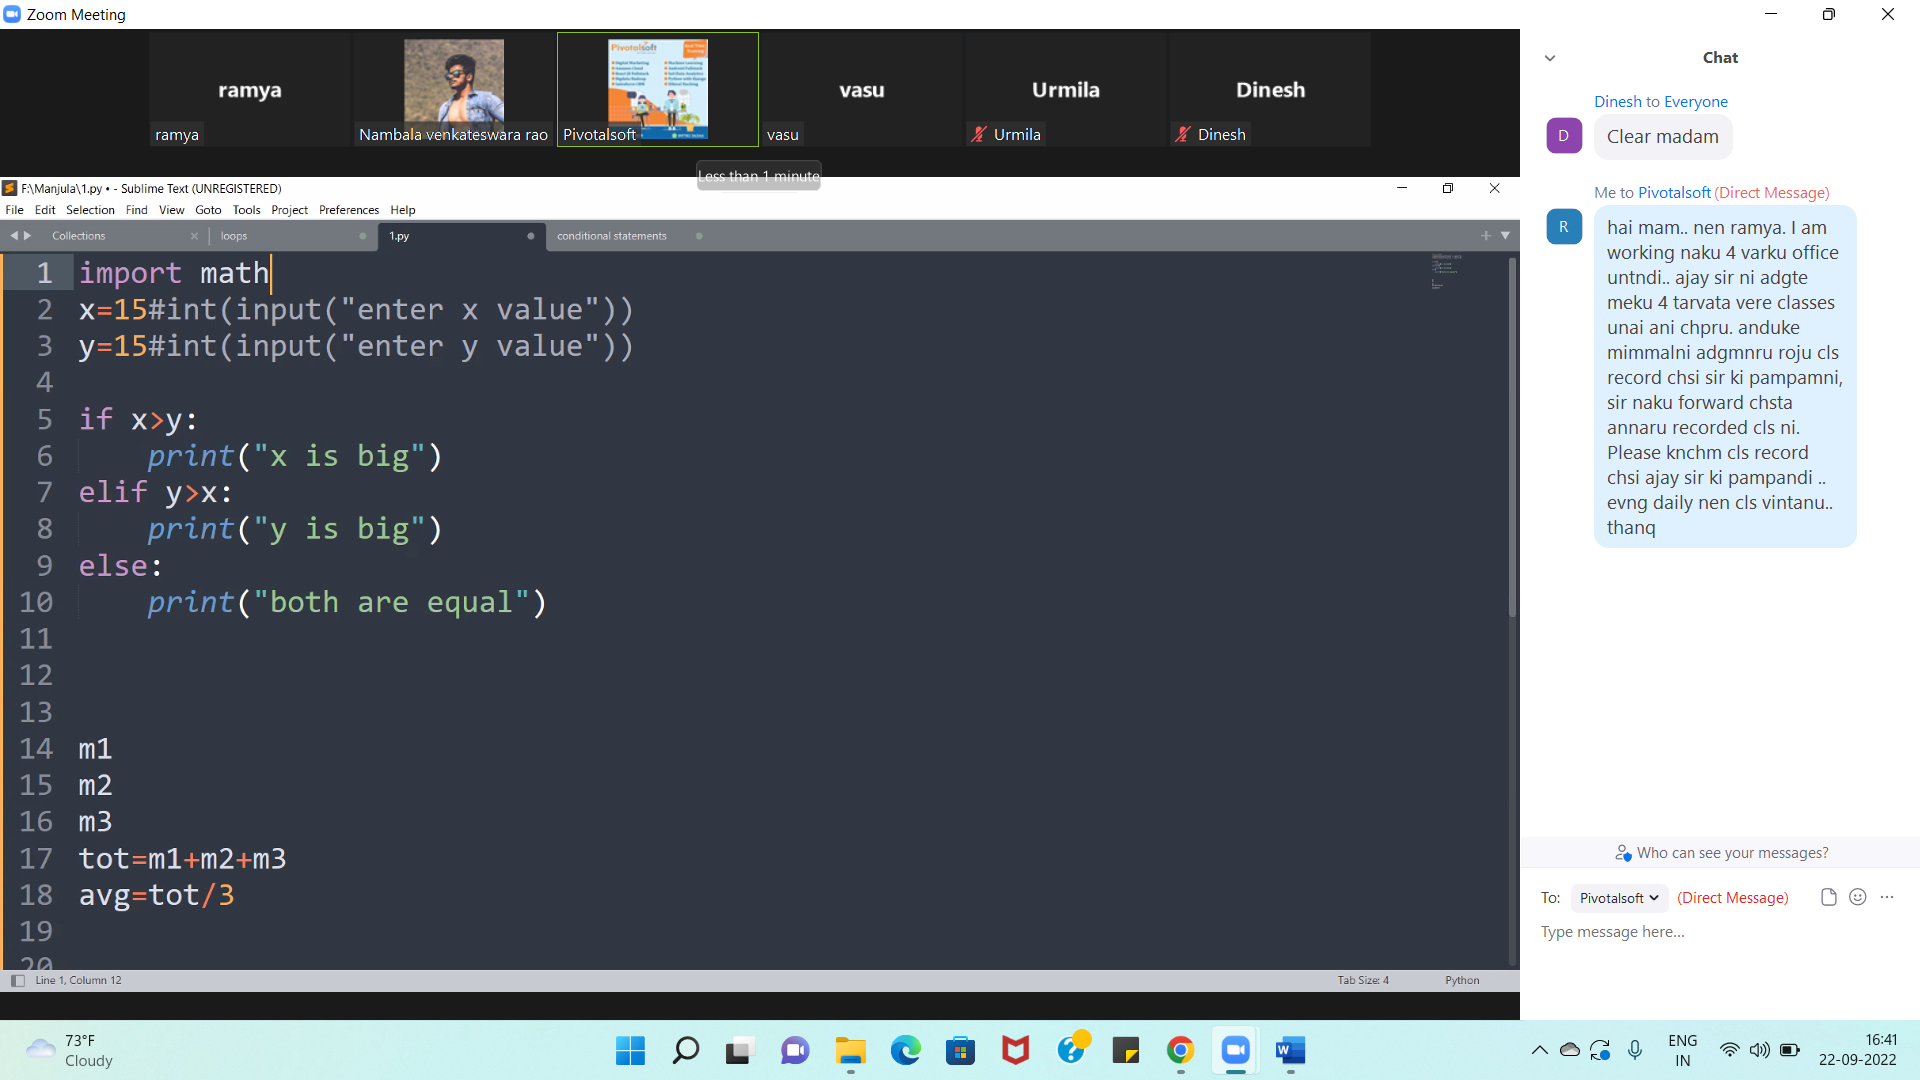 Zoom Meeting
ramya
vasu
Urmila
Dinesh
Pivotalsoft
ramya
Nambala venkateswara rao
Pivotalsoft
vasu
Urmila
Dinesh
Less than 1 minute
F:\Manjula\1.py • - Sublime Text (UNREGISTERED)
File Edit Selection Find View Goto Tools Project Preferences Help
Collections
loops
1.py
conditional statements
1 import math
2 x=15#int(input("enter x value"))
3 y=15#int(input("enter y value"))
4
5 if x>y:
6 print("x is big")
7 elif y>x:
8 print("y is big")
9 else:
10 print("both are equal")
11
12
13
14 m1
15 m2
16 m3
17 tot=m1+m2+m3
18 avg=tot/3
19
20
Line 1, Column 12
Tab Size: 4
Python
Chat
Dinesh to Everyone
D
Clear madam
Me to Pivotalsoft (Direct Message)
R
hai mam.. nen ramya. I am
working naku 4 varku office
untndi.. ajay sir ni adgte
meku 4 tarvata vere classes
unai ani chpru. anduke
mimmalni adgmnru roju cls
record chsi sir ki pampamni,
sir naku forward chsta
annaru recorded cls ni.
Please knchm cls record
chsi ajay sir ki pampandi ..
evng daily nen cls vintanu..
thanq
Who can see your messages?
To: Pivotalsoft (Direct Message)
Type message here...
73°F
Cloudy
ENG
IN
16:41
22-09-2022